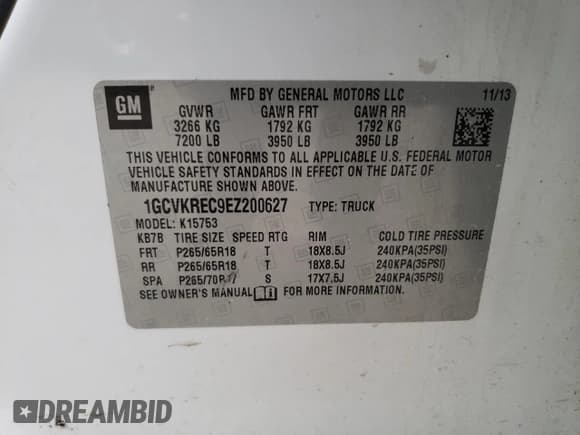 GM
MFD BY GENERAL MOTORS LLC 11/13
GVWR GAWR FRT GAWR RR
3266 KG 1792 KG 1792 KG
7200 LB 3950 LB 3950 LB
THIS VEHICLE CONFORMS TO ALL APPLICABLE U.S. FEDERAL MOTOR
VEHICLE SAFETY STANDARDS IN EFFECT ON THE DATE OF
MANUFACTURE SHOWN ABOVE.
1GCVKREC9EZ200627 TYPE: TRUCK
MODEL: K15753
KB7B TIRE SIZE SPEED RTG RIM COLD TIRE PRESSURE
FRT P265/65R18 T 18X8.5J 240KPA(35PSI)
RR P265/65R18 T 18X8.5J 240KPA(35PSI)
SPA P265/70R17 S 17X7.5J 240KPA(35PSI)
SEE OWNER'S MANUAL FOR MORE INFORMATION.
DREAMBID